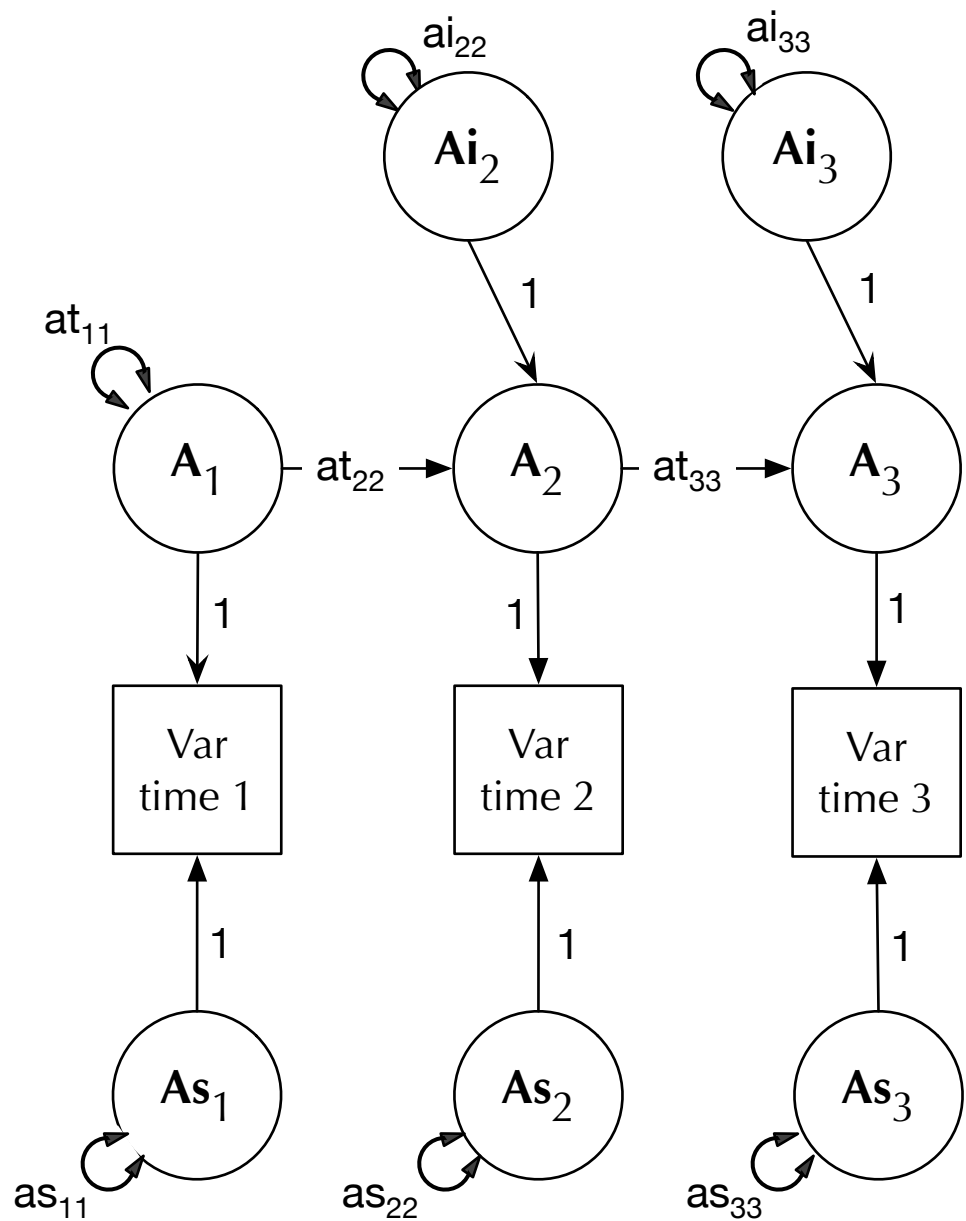 ai₂₂
ai₃₃
Ai₂
Ai₃
1
1
at₁₁
A₁
at₂₂
A₂
at₃₃
A₃
1
1
1
Var
time 1
Var
time 2
Var
time 3
1
1
1
As₁
As₂
As₃
as₁₁
as₂₂
as₃₃